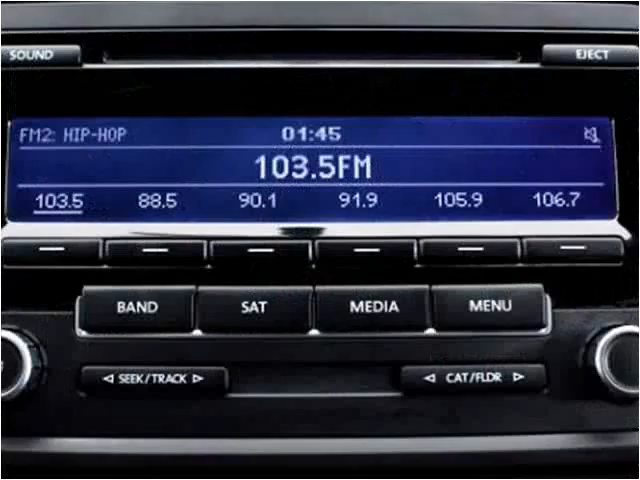 SOUND EJECT
FM2: HIP-HOP 01:45
103.5FM
103.5 88.5 90.1 91.9 105.9 106.7
BAND SAT MEDIA MENU
◁ SEEK/TRACK ▷ ◁ CAT/FLDR ▷